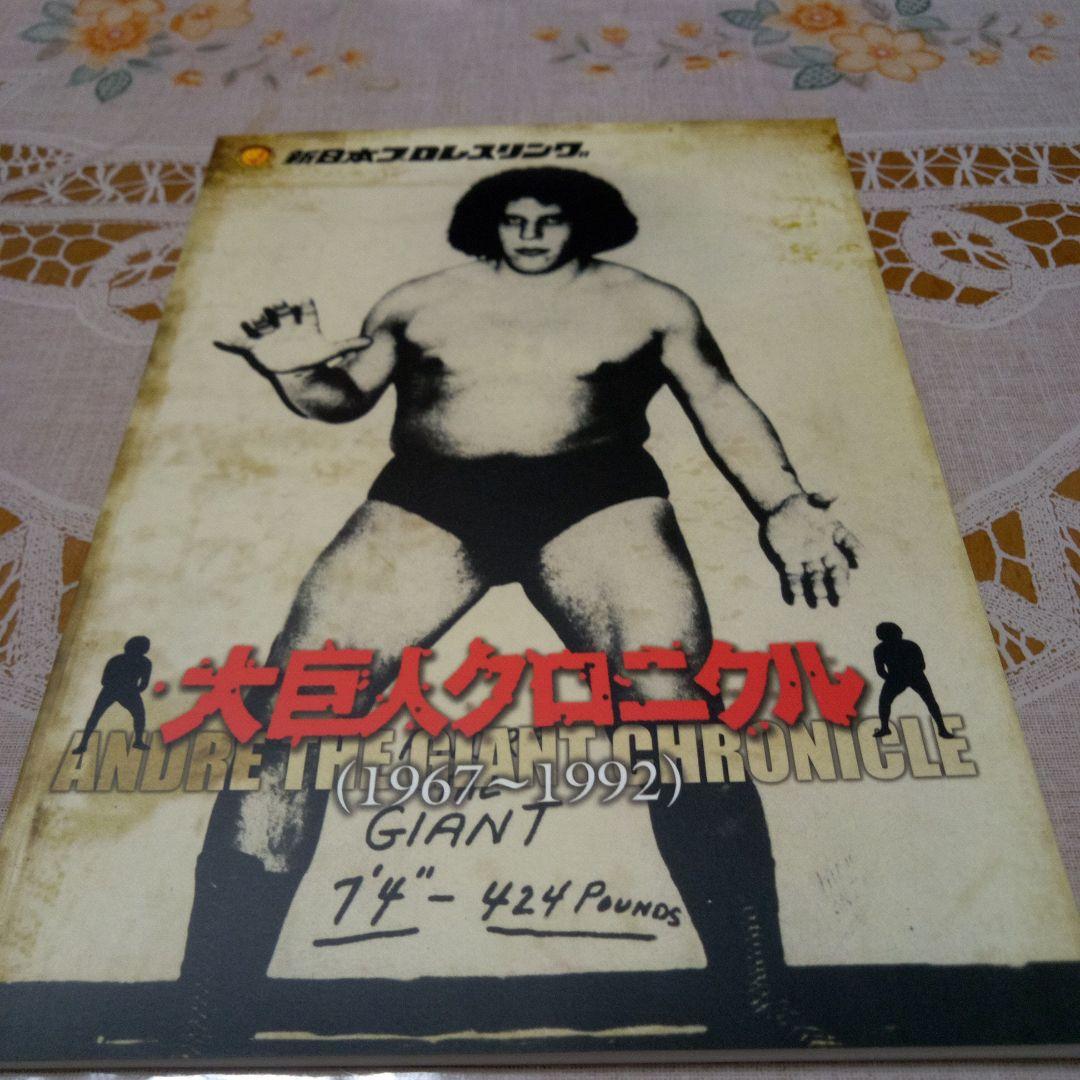 新日本プロレスリング
大巨人クロニクル
ANDRE THE GIANT CHRONICLE
(1967~1992)
GIANT
7'4" - 424 POUNDS